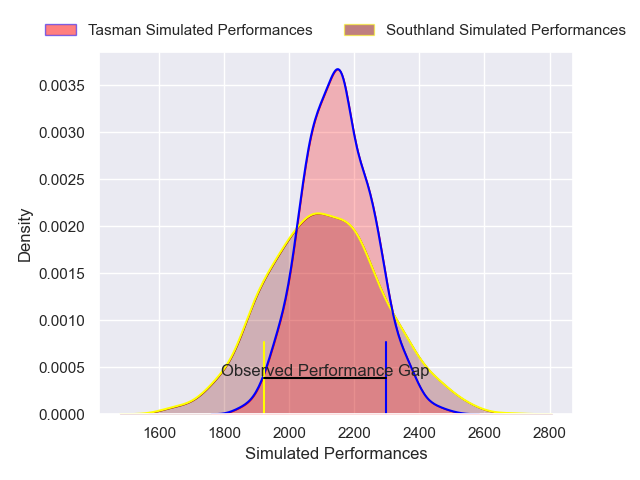 Tasman Simulated Performances
Southland Simulated Performances
0.0035
0.0030
0.0025
0.0020
0.0015
0.0010
0.0005
0.0000
Density
Observed Performance Gap
1600 1800 2000 2200 2400 2600 2800
Simulated Performances